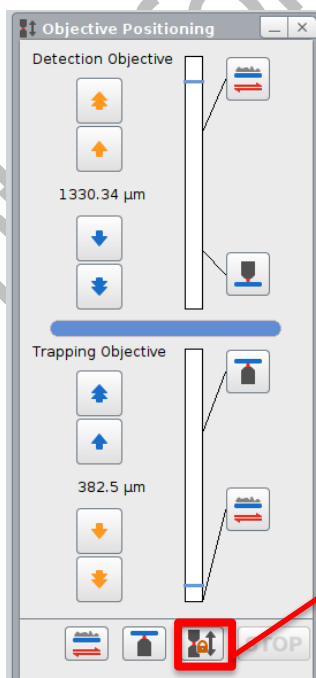 Objective Positioning
Detection Objective
1330.34 µm
Trapping Objective
382.5 µm
STOP